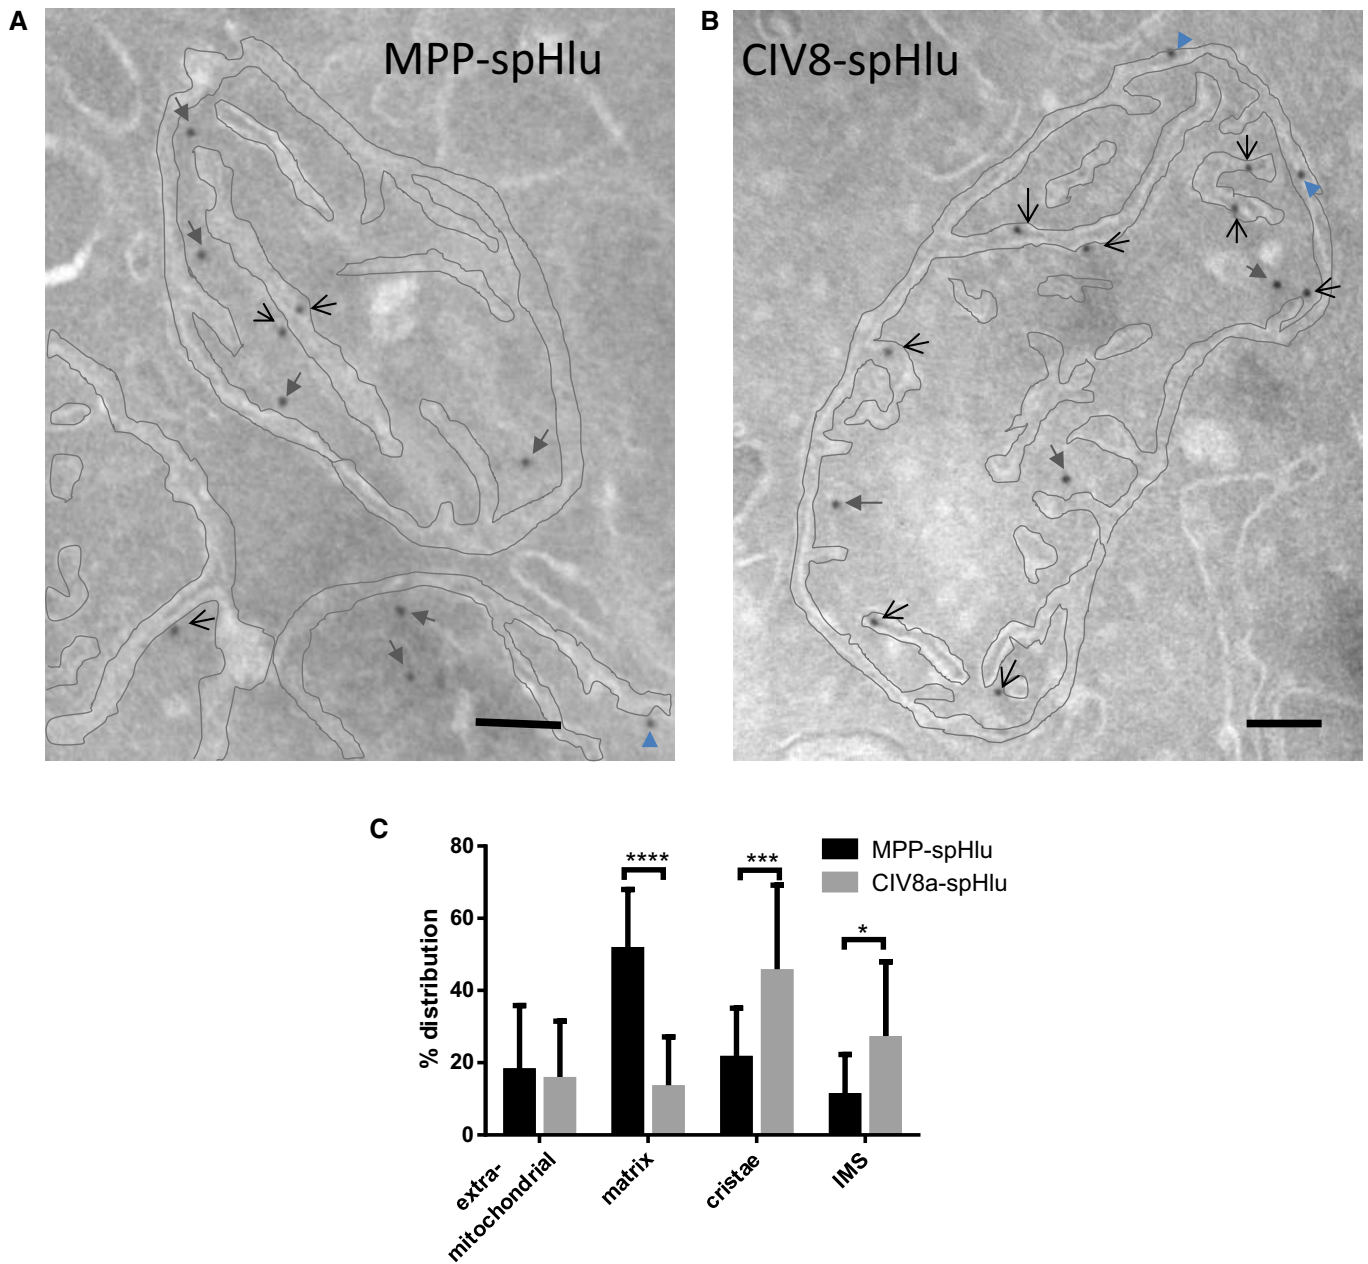 A
MPP-spHlu
B
CIV8-spHlu
C
% distribution
80
60
40
20
0
****
***
*
MPP-spHlu
CIV8a-spHlu
extra-
mitochondrial
matrix
cristae
IMS